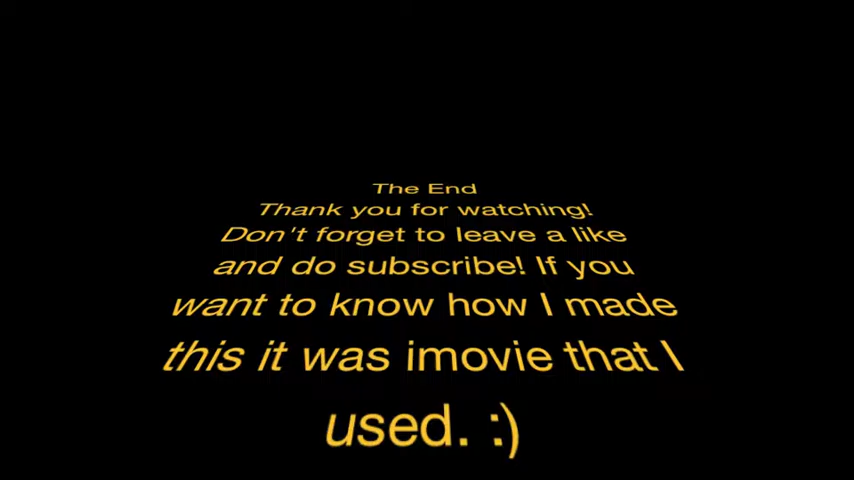 The End
Thank you for watching!
Don't forget to leave a like
and do subscribe! If you
want to know how I made
this it was imovie that I
used. :)